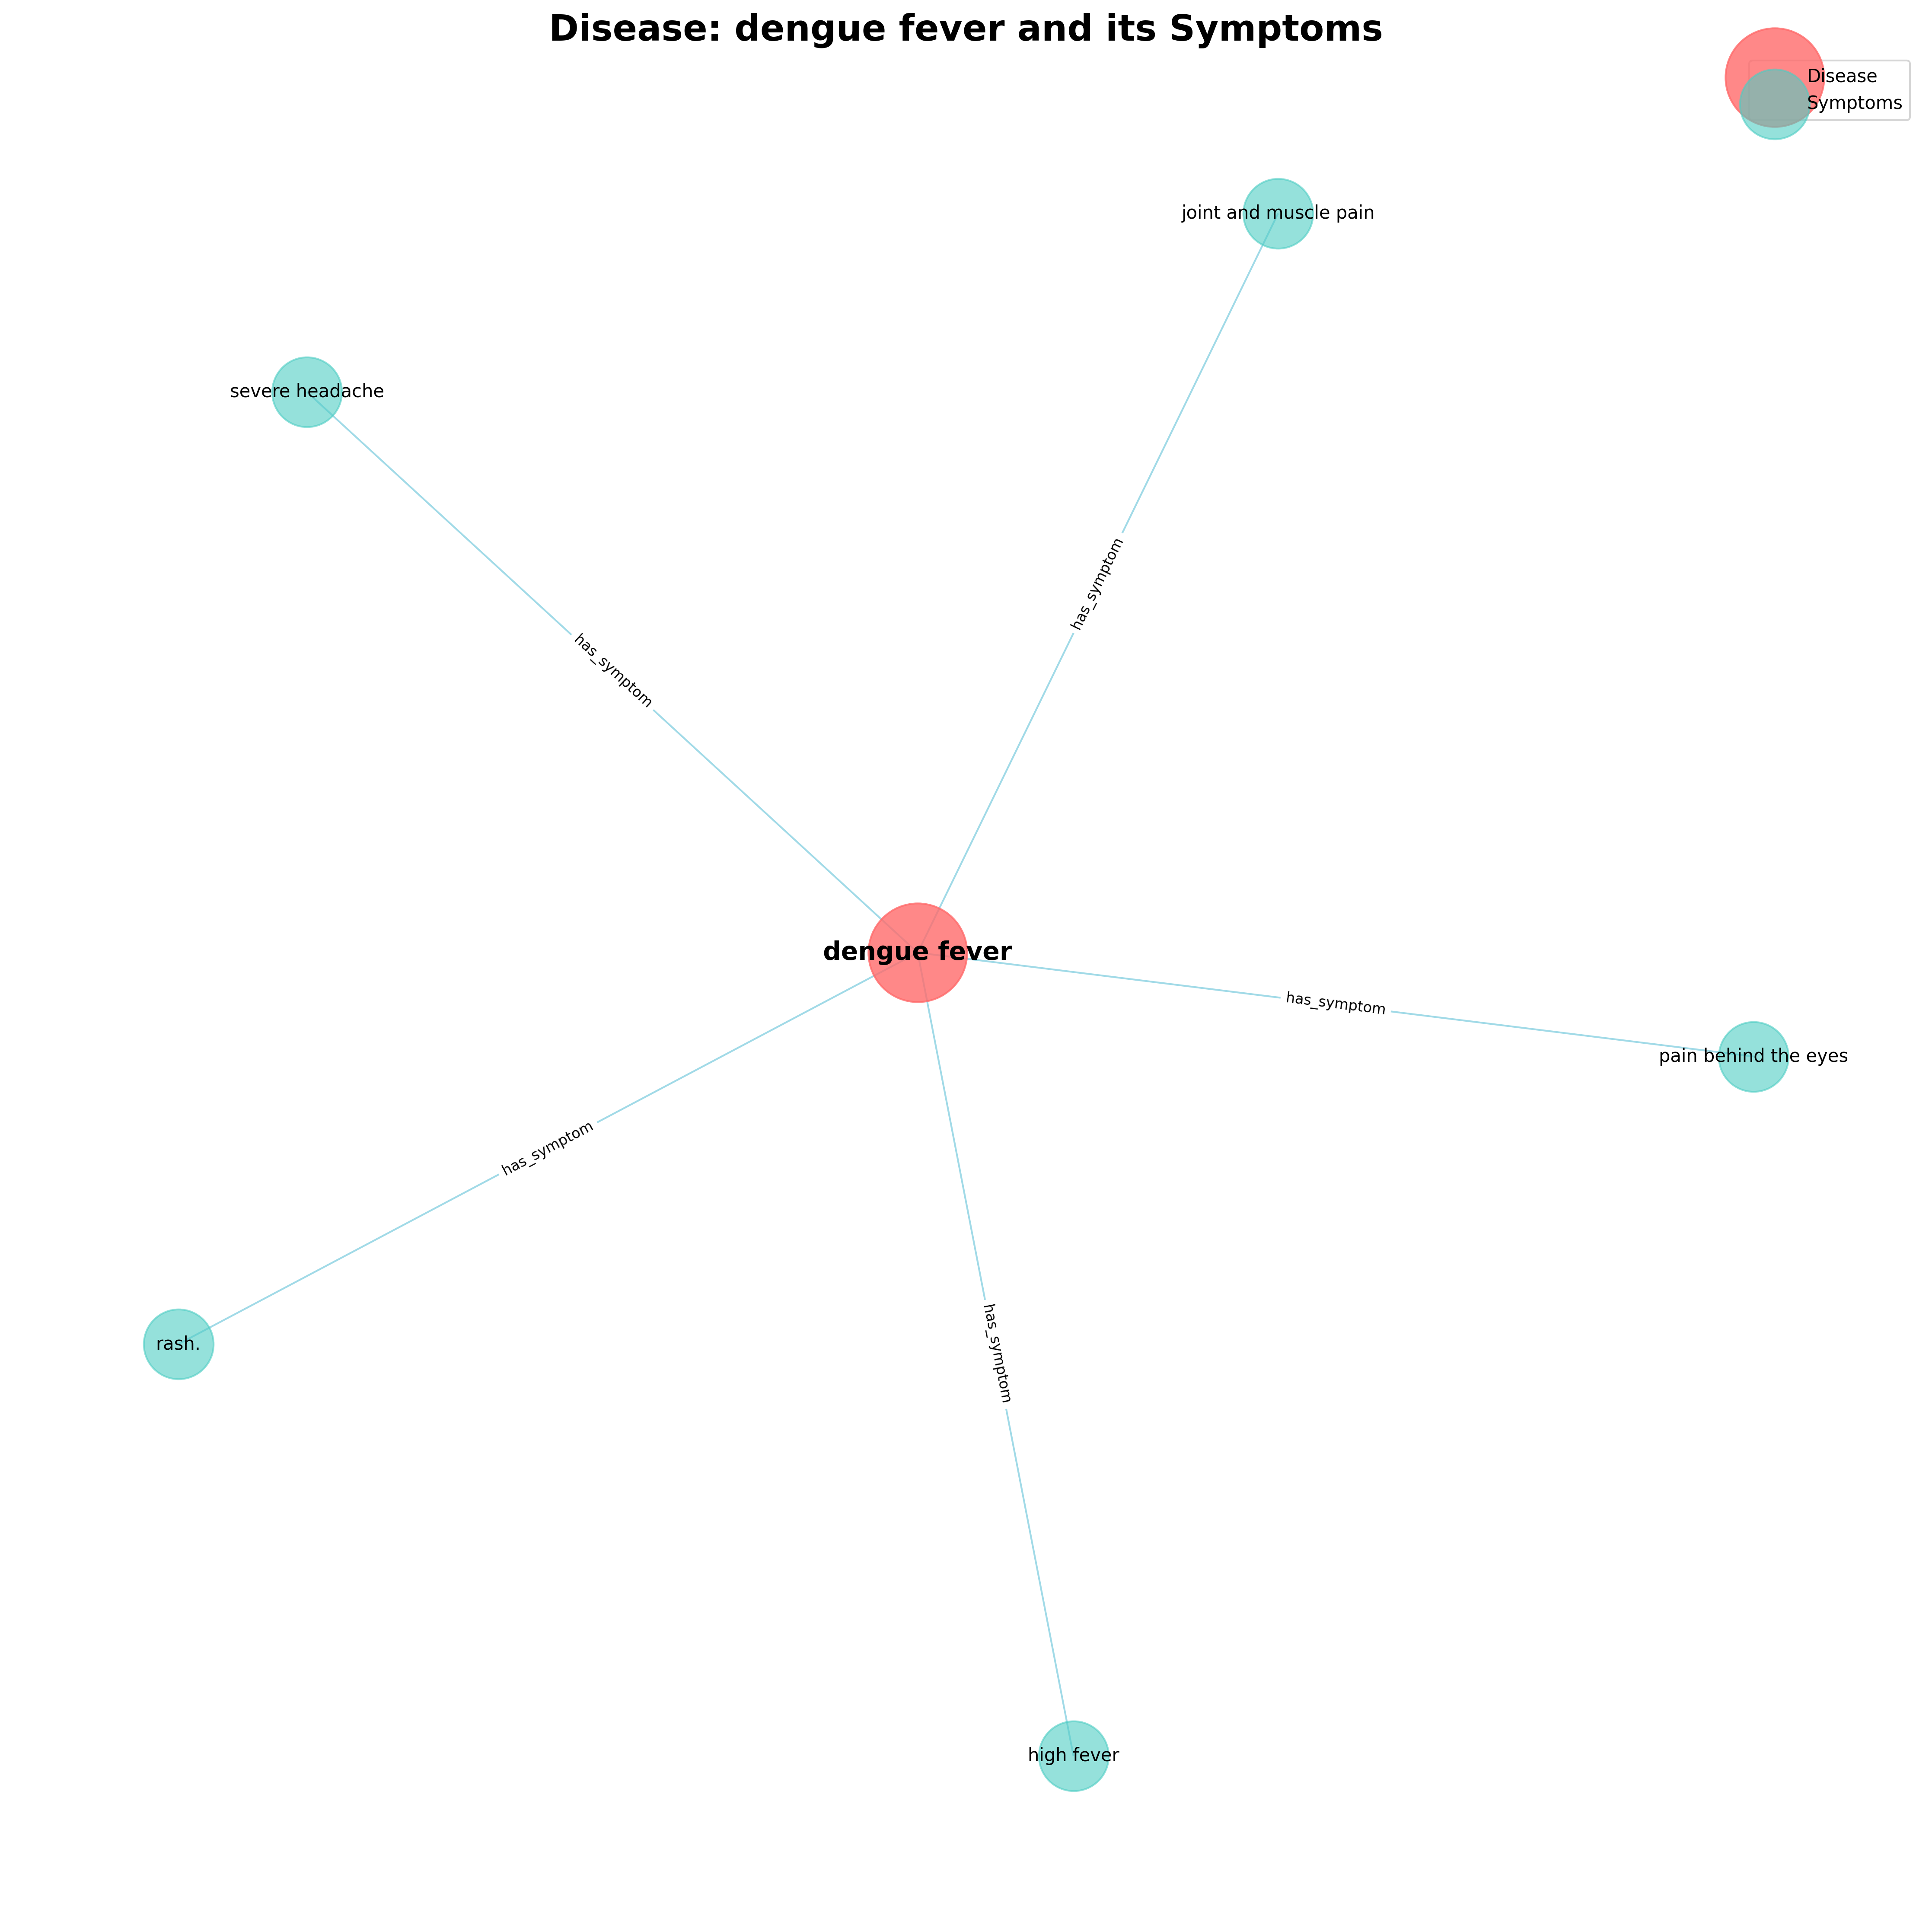 Disease: dengue fever and its Symptoms
Disease
Symptoms
joint and muscle pain
severe headache
has_symptom
has_symptom
dengue fever
has_symptom
pain behind the eyes
has_symptom
rash.
has_symptom
high fever